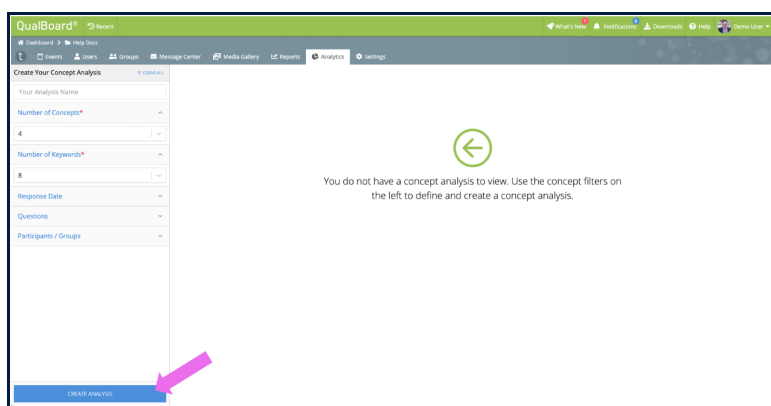 QualBoard® Recent What's New Notifications Downloads Help Demo User
Dashboard > Help Docs
Events Users Groups Message Center Media Gallery Reports Analytics Settings
Create Your Concept Analysis CLEAR ALL
Your Analysis Name
Number of Concepts*
4
Number of Keywords*
8
Response Date
Questions
Participants / Groups
You do not have a concept analysis to view. Use the concept filters on
the left to define and create a concept analysis.
CREATE ANALYSIS